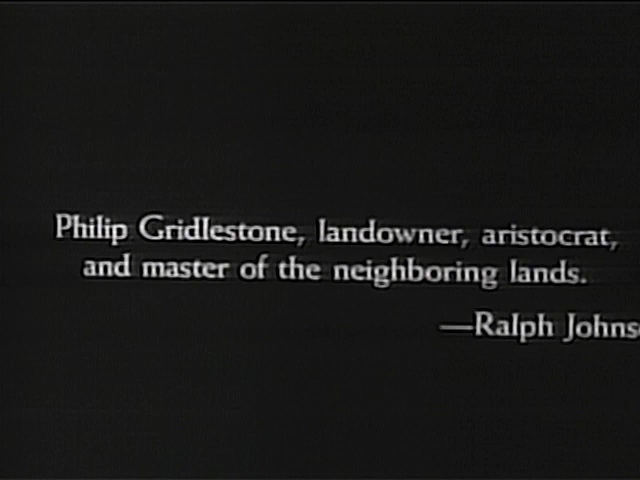 Philip Gridlestone, landowner, aristocrat,
and master of the neighboring lands.
—Ralph Johns